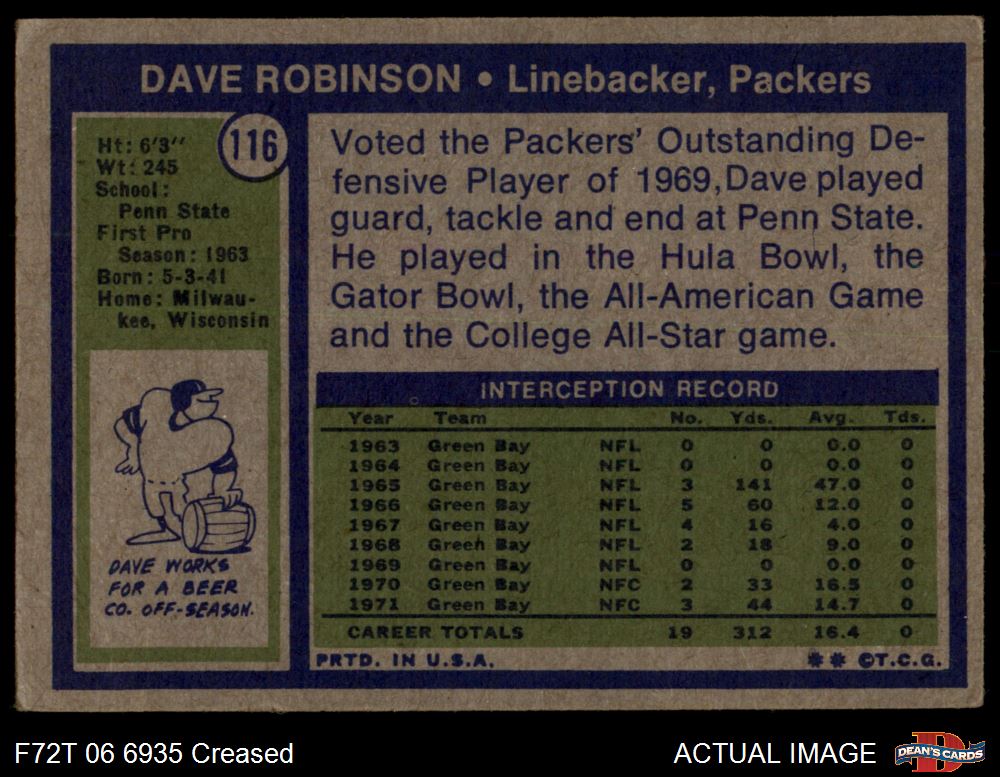 DAVE ROBINSON • Linebacker, Packers
116
Ht: 6'3"
Wt: 245
School:
Penn State
First Pro
Season: 1963
Born: 5-3-41
Home: Milwau-
kee, Wisconsin
Voted the Packers' Outstanding De-
fensive Player of 1969, Dave played
guard, tackle and end at Penn State.
He played in the Hula Bowl, the
Gator Bowl, the All-American Game
and the College All-Star game.
DAVE WORKS
FOR A BEER
CO. OFF-SEASON.
INTERCEPTION RECORD
Year Team No. Yds. Avg. Tds.
1963 Green Bay NFL 0 0 0.0 0
1964 Green Bay NFL 0 0 0.0 0
1965 Green Bay NFL 3 141 47.0 0
1966 Green Bay NFL 5 60 12.0 0
1967 Green Bay NFL 4 16 4.0 0
1968 Green Bay NFL 2 18 9.0 0
1969 Green Bay NFL 0 0 0.0 0
1970 Green Bay NFC 2 33 16.5 0
1971 Green Bay NFC 3 44 14.7 0
CAREER TOTALS 19 312 16.4 0
PRTD. IN U.S.A. ** ©T.C.G.
F72T 06 6935 Creased
ACTUAL IMAGE
D
DEAN'S CARDS